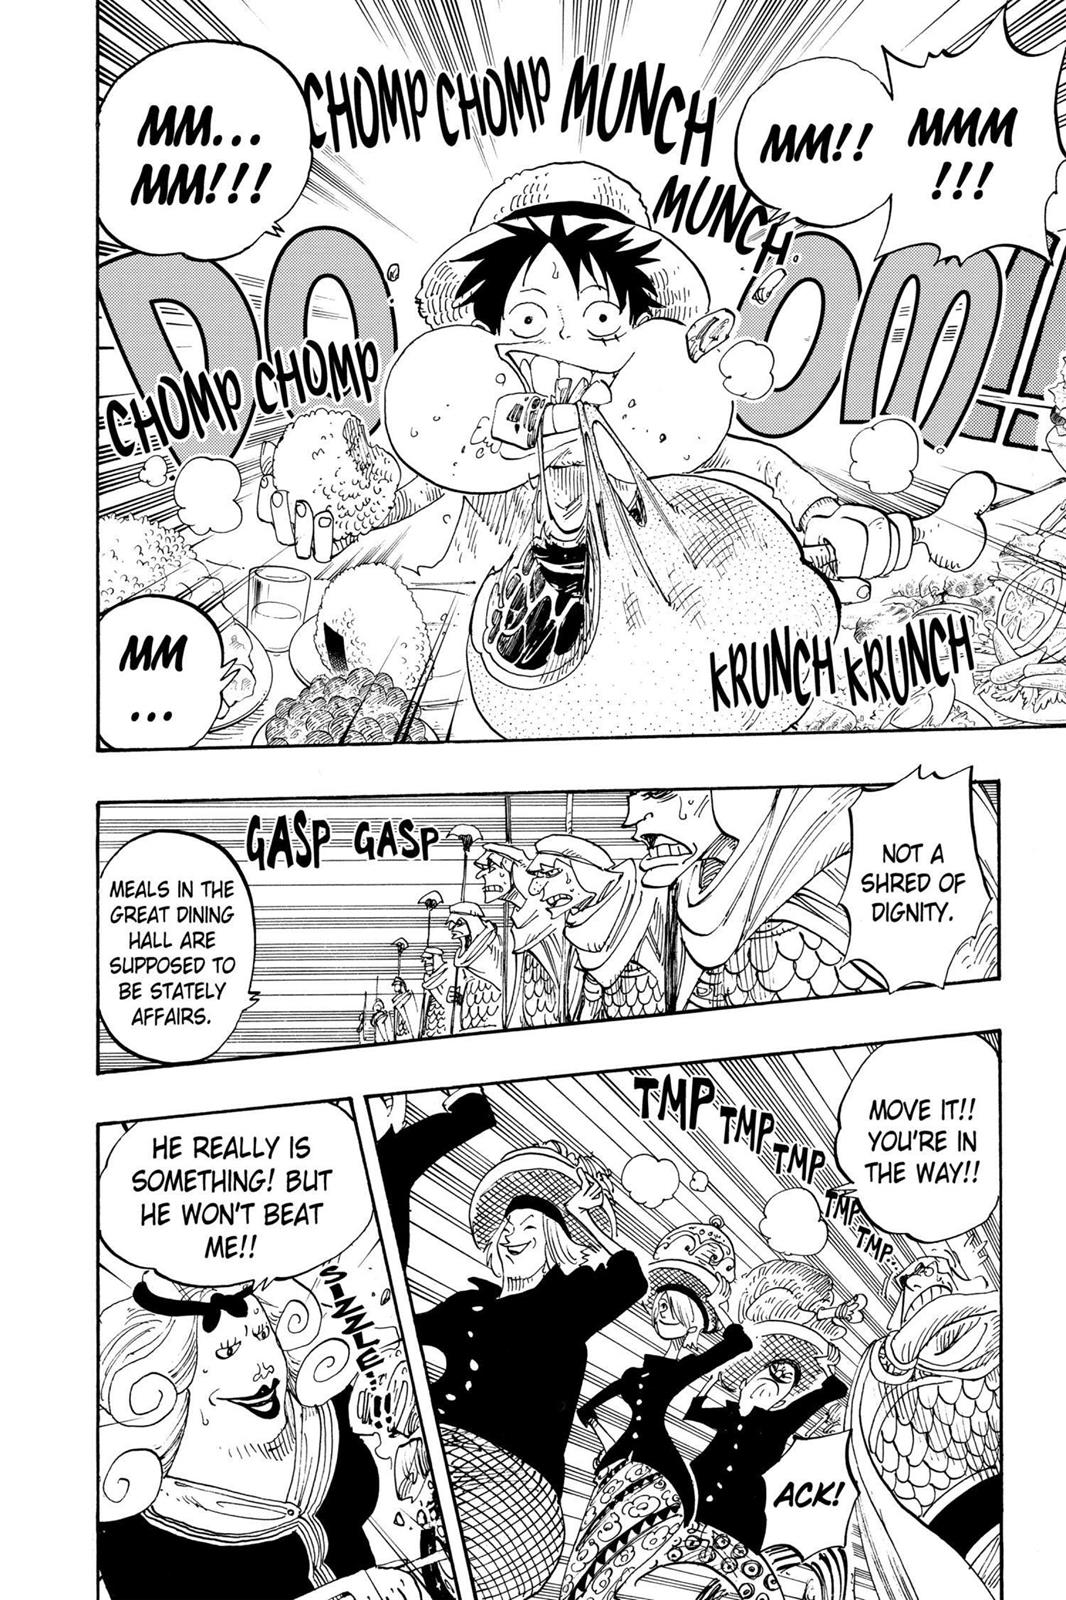 MMM
!!!
MM!!
CHOMP CHOMP MUNCH
MUNCH
MM...
MM!!!
DOOM!!
CHOMP CHOMP
MM
...
KRUNCH KRUNCH
NOT A
SHRED OF
DIGNITY.
GASP GASP
MEALS IN THE
GREAT DINING
HALL ARE
SUPPOSED TO
BE STATELY
AFFAIRS.
MOVE IT!!
YOU'RE IN
THE WAY!!
TMP TMP TMP TMP TMP...
ACK!
HE REALLY IS
SOMETHING! BUT
HE WON'T BEAT
ME!!
SIZZLE...!!